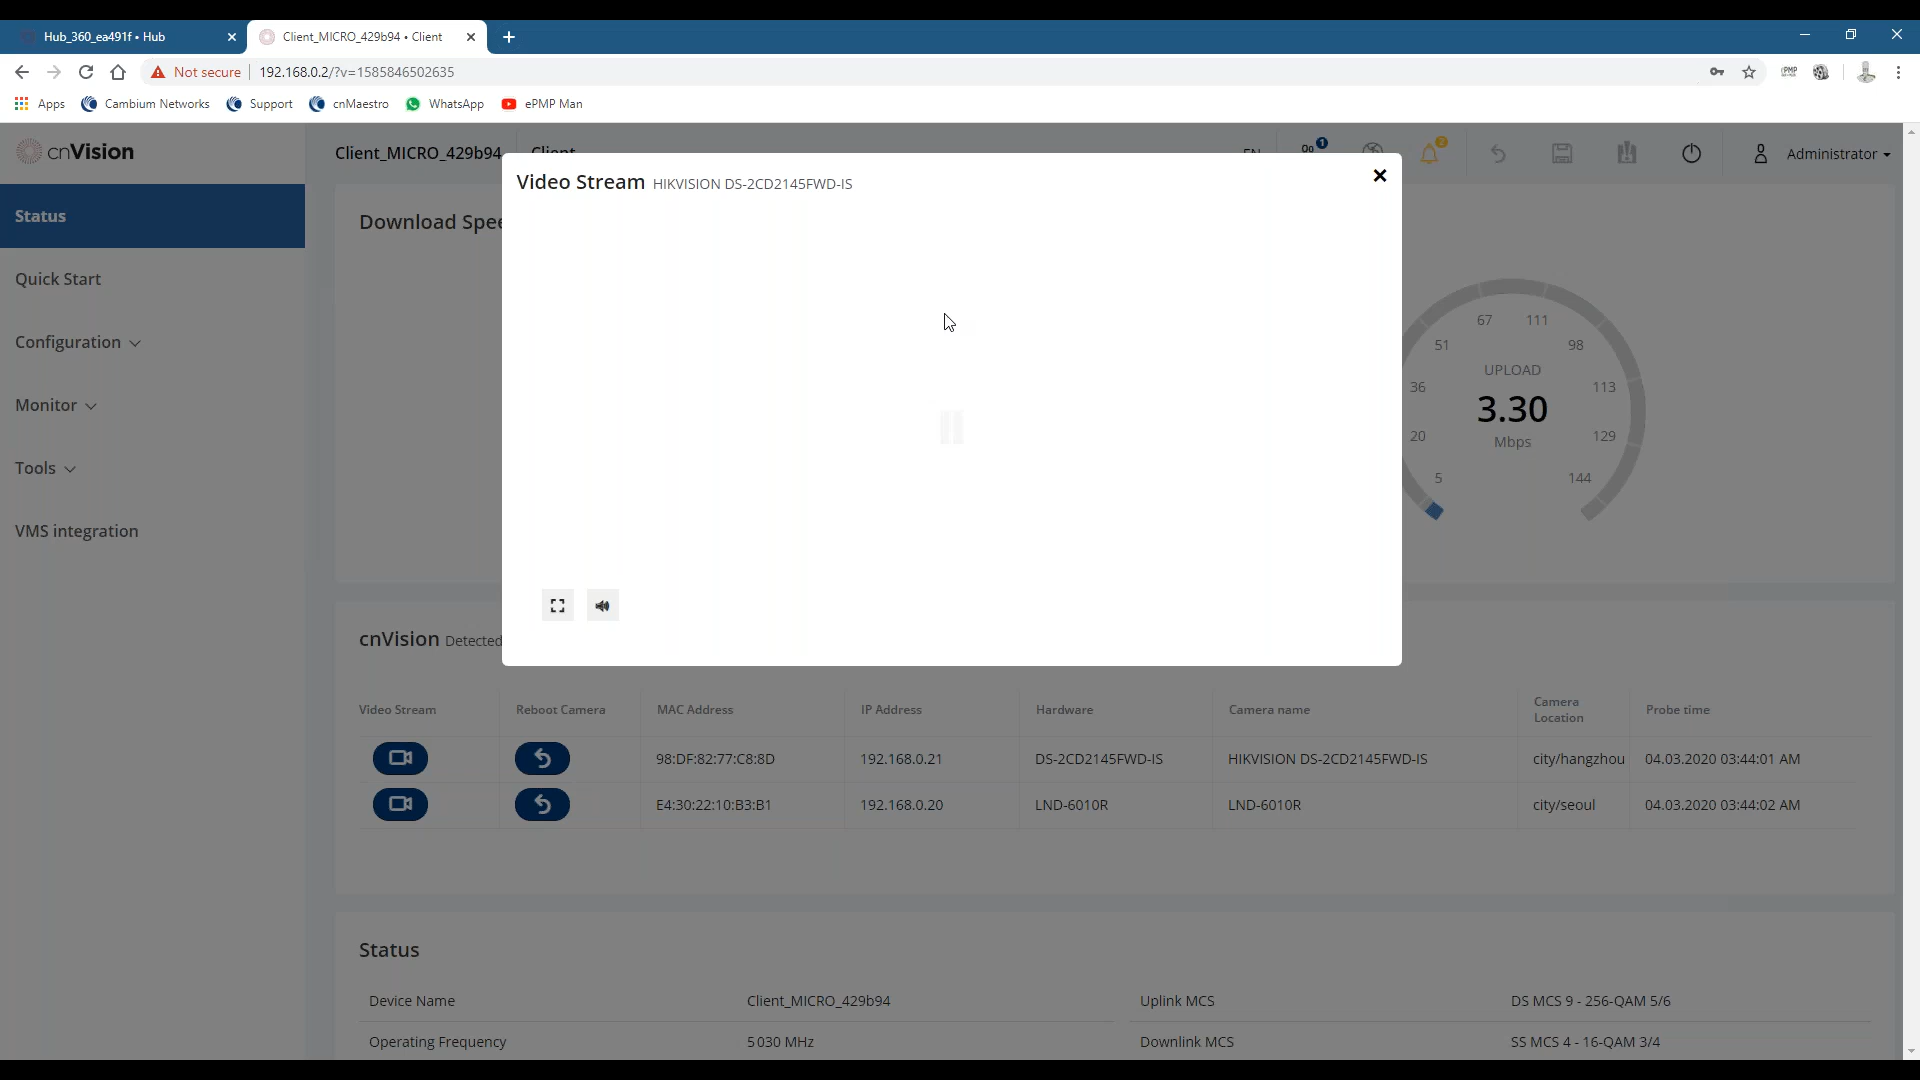 Hub_360_ea491f • Hub
Client_MICRO_429b94 • Client
Not secure
192.168.0.2/?v=1585846502635
Apps
Cambium Networks
Support
cnMaestro
WhatsApp
ePMP Man
cnVision
Client_MICRO_429b94
Client
EN
1
2
Administrator
Status
Quick Start
Configuration
Monitor
Tools
VMS integration
Download Spee
Video Stream HIKVISION DS-2CD2145FWD-IS
67 111
51 98
UPLOAD
36 113
3.30
20 129
Mbps
5 144
cnVision Detected
Video Stream Reboot Camera MAC Address IP Address Hardware Camera name Camera Location Probe time
98:DF:82:77:C8:8D 192.168.0.21 DS-2CD2145FWD-IS HIKVISION DS-2CD2145FWD-IS city/hangzhou 04.03.2020 03:44:01 AM
E4:30:22:10:B3:B1 192.168.0.20 LND-6010R LND-6010R city/seoul 04.03.2020 03:44:02 AM
Status
Device Name Client_MICRO_429b94 Uplink MCS DS MCS 9 - 256-QAM 5/6
Operating Frequency 5 030 MHz Downlink MCS SS MCS 4 - 16-QAM 3/4